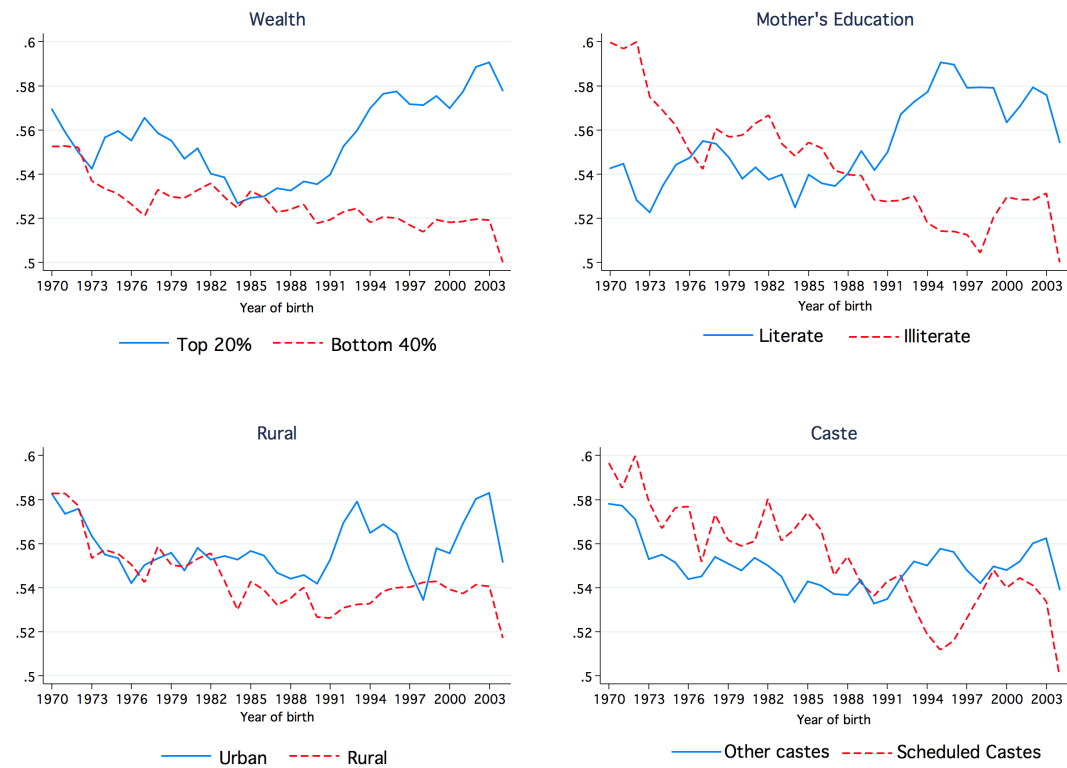 Wealth
.6
.58
.56
.54
.52
.5
1970 1973 1976 1979 1982 1985 1988 1991 1994 1997 2000 2003
Year of birth
Top 20% Bottom 40%
Mother's Education
.6
.58
.56
.54
.52
.5
1970 1973 1976 1979 1982 1985 1988 1991 1994 1997 2000 2003
Year of birth
Literate Illiterate
Rural
.6
.58
.56
.54
.52
.5
1970 1973 1976 1979 1982 1985 1988 1991 1994 1997 2000 2003
Year of birth
Urban Rural
Caste
.6
.58
.56
.54
.52
.5
1970 1973 1976 1979 1982 1985 1988 1991 1994 1997 2000 2003
Year of birth
Other castes Scheduled Castes